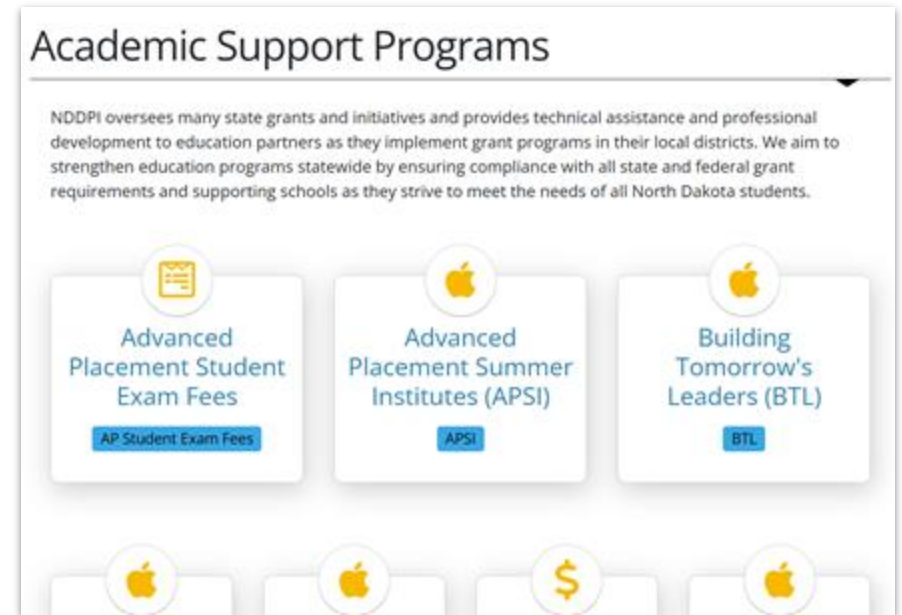 Academic Support Programs
NDDPI oversees many state grants and initiatives and provides technical assistance and professional
development to education partners as they implement grant programs in their local districts. We aim to
strengthen education programs statewide by ensuring compliance with all state and federal grant
requirements and supporting schools as they strive to meet the needs of all North Dakota students.
Advanced
Placement Student
Exam Fees
AP Student Exam Fees
Advanced
Placement Summer
Institutes (APSI)
APSI
Building
Tomorrow's
Leaders (BTL)
BTL
$